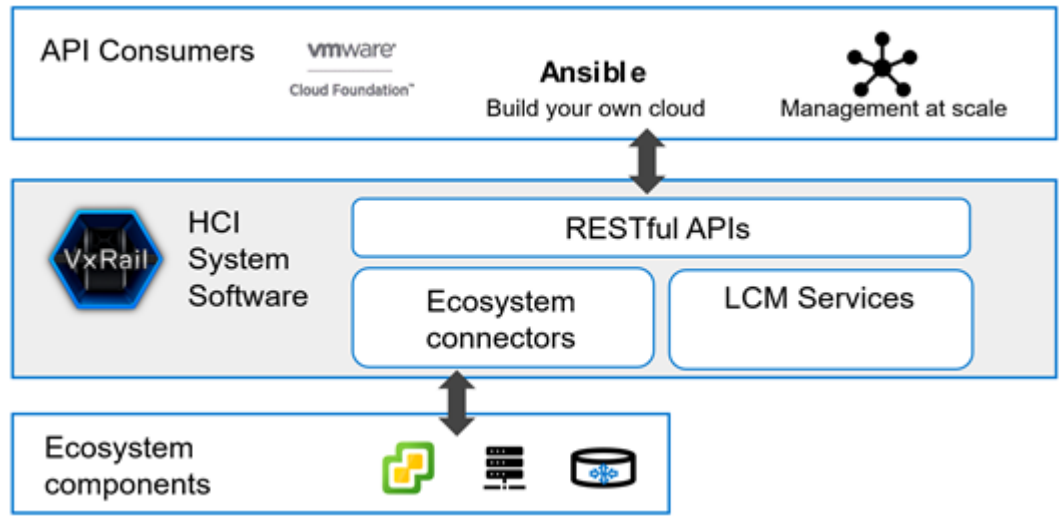 API Consumers
vmware®
Cloud Foundation™
Ansible
Build your own cloud
Management at scale
VxRail
HCI
System
Software
RESTful APIs
Ecosystem
connectors
LCM Services
Ecosystem
components